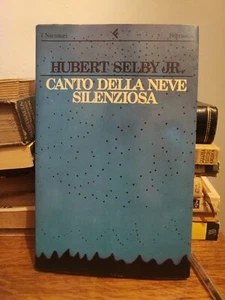 I Narratori
Feltrinelli
HUBERT SELBY JR.
CANTO DELLA NEVE
SILENZIOSA